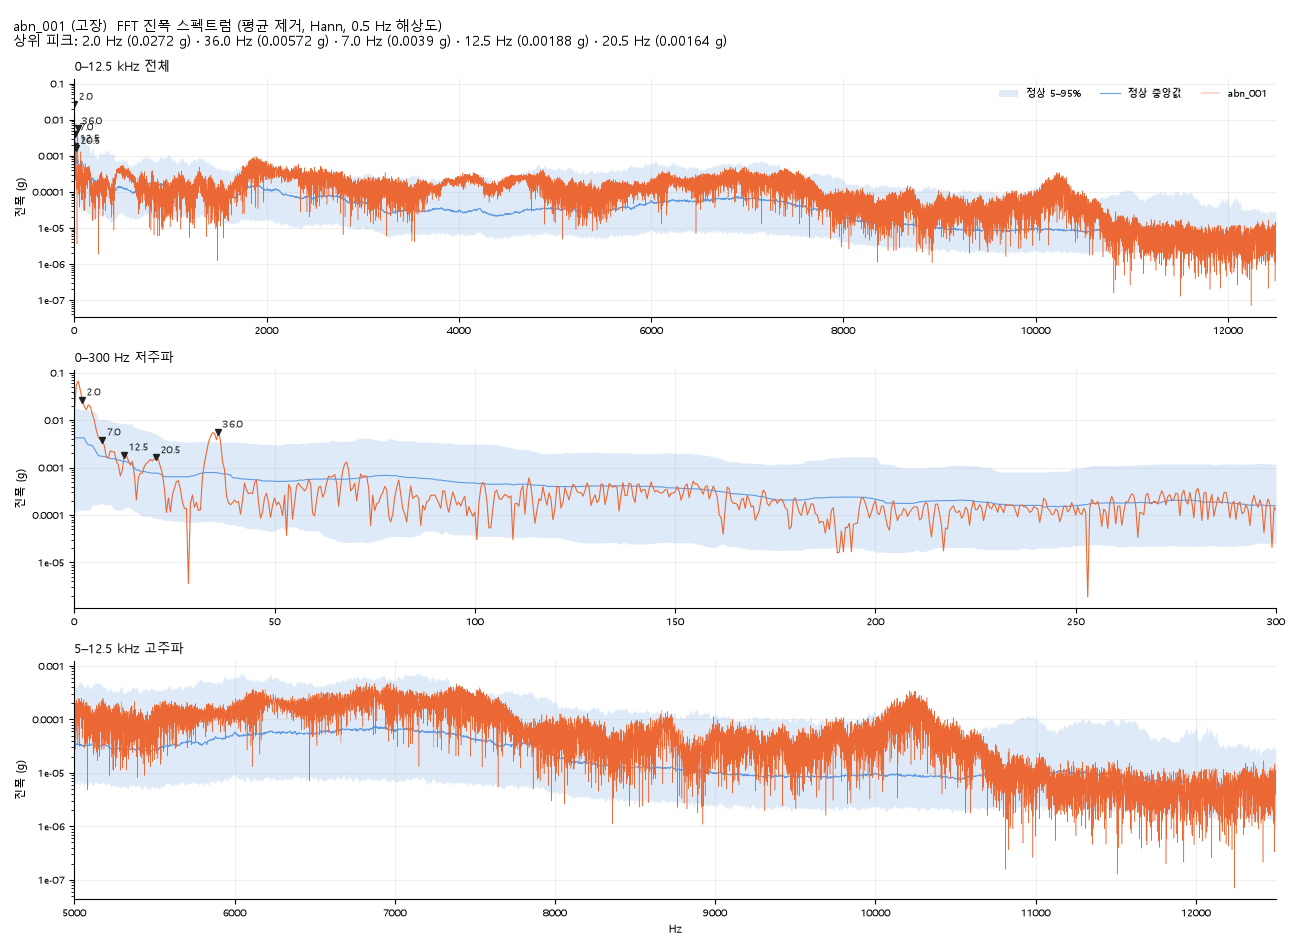 abn_001 (고장) FFT 진폭 스펙트럼 (평균 제거, Hann, 0.5 Hz 해상도)
상위 피크: 2.0 Hz (0.0272 g) · 36.0 Hz (0.00572 g) · 7.0 Hz (0.0039 g) · 12.5 Hz (0.00188 g) · 20.5 Hz (0.00164 g)
0–12.5 kHz 전체
정상 5–95% 정상 중앙값 abn_001
2.0
36.0
7.0
12.5
20.5
진폭 (g)
0.1
0.01
0.001
0.0001
1e-05
1e-06
1e-07
0 2000 4000 6000 8000 10000 12000
0–300 Hz 저주파
2.0
7.0
12.5
20.5
36.0
진폭 (g)
0.1
0.01
0.001
0.0001
1e-05
0 50 100 150 200 250 300
5–12.5 kHz 고주파
진폭 (g)
0.001
0.0001
1e-05
1e-06
1e-07
5000 6000 7000 8000 9000 10000 11000 12000
Hz